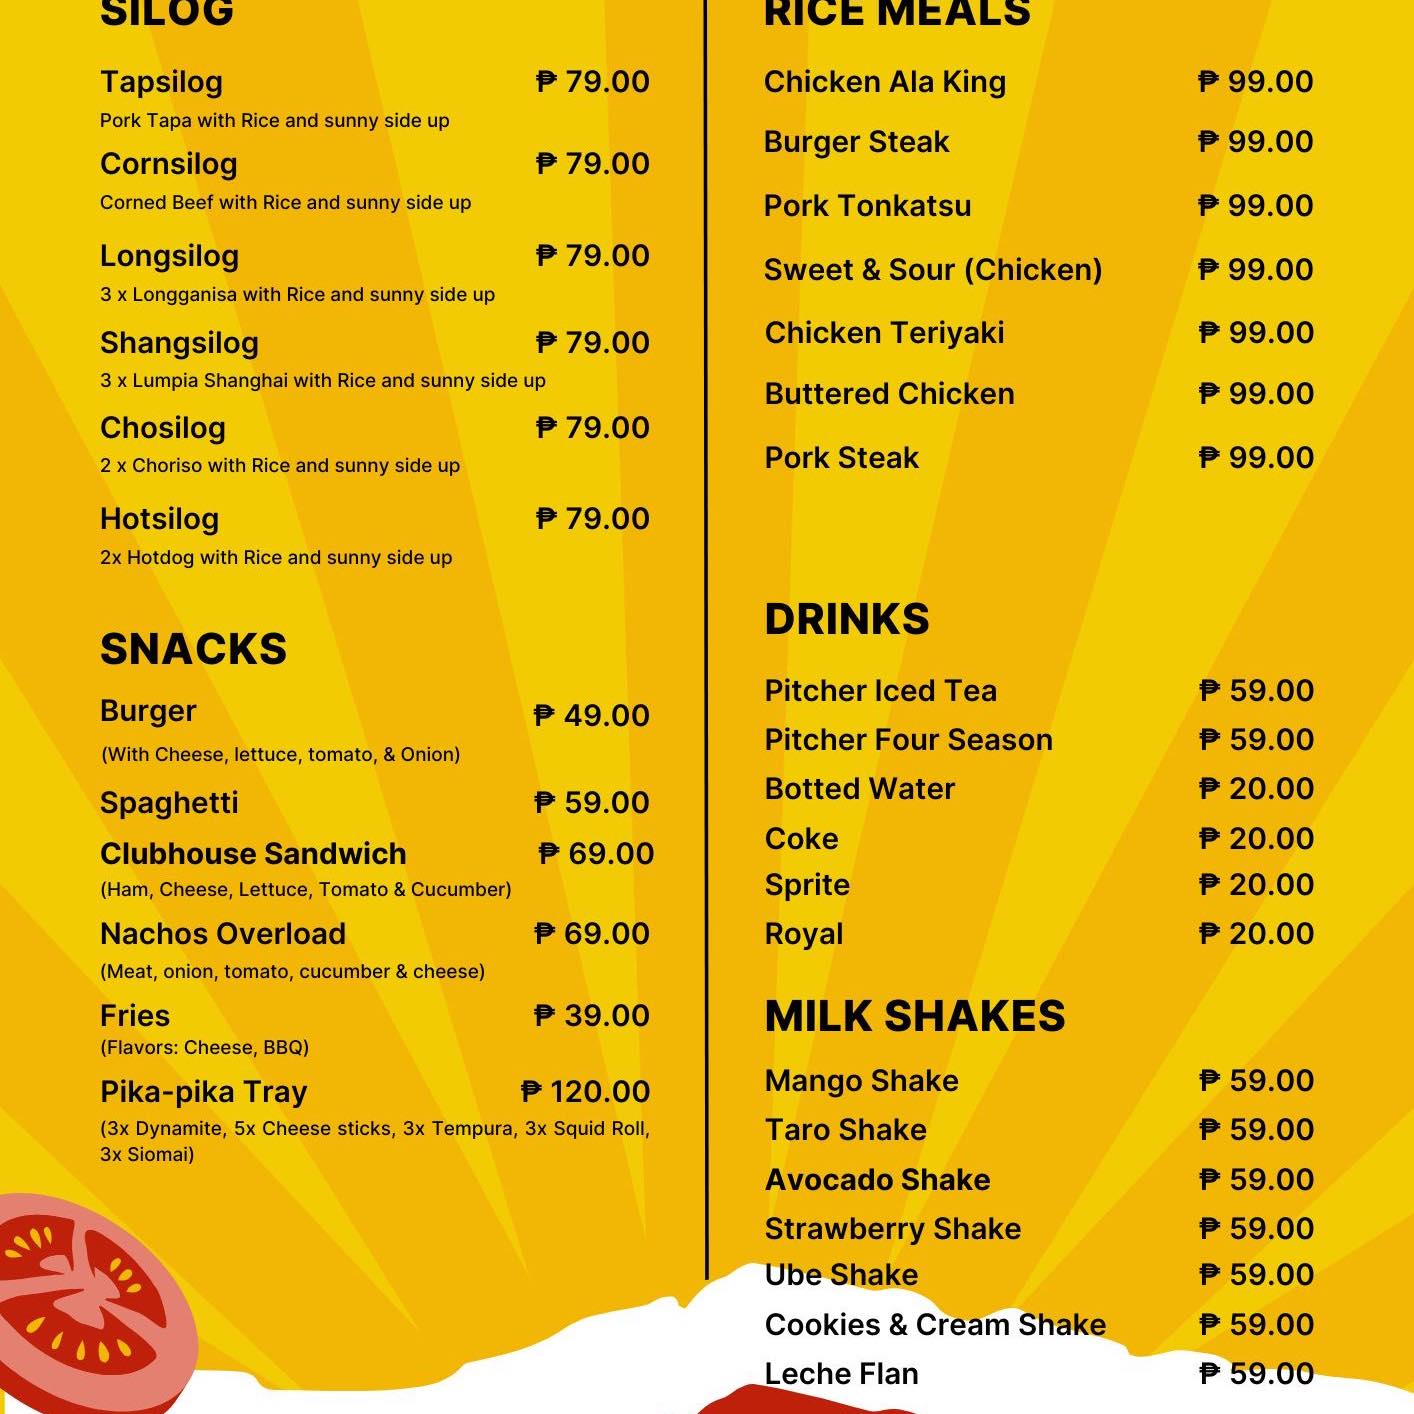 SILOG
Tapsilog ₱ 79.00
Pork Tapa with Rice and sunny side up
Cornsilog ₱ 79.00
Corned Beef with Rice and sunny side up
Longsilog ₱ 79.00
3 x Longganisa with Rice and sunny side up
Shangsilog ₱ 79.00
3 x Lumpia Shanghai with Rice and sunny side up
Chosilog ₱ 79.00
2 x Choriso with Rice and sunny side up
Hotsilog ₱ 79.00
2x Hotdog with Rice and sunny side up
SNACKS
Burger ₱ 49.00
(With Cheese, lettuce, tomato, & Onion)
Spaghetti ₱ 59.00
Clubhouse Sandwich ₱ 69.00
(Ham, Cheese, Lettuce, Tomato & Cucumber)
Nachos Overload ₱ 69.00
(Meat, onion, tomato, cucumber & cheese)
Fries ₱ 39.00
(Flavors: Cheese, BBQ)
Pika-pika Tray ₱ 120.00
(3x Dynamite, 5x Cheese sticks, 3x Tempura, 3x Squid Roll,
3x Siomai)
RICE MEALS
Chicken Ala King ₱ 99.00
Burger Steak ₱ 99.00
Pork Tonkatsu ₱ 99.00
Sweet & Sour (Chicken) ₱ 99.00
Chicken Teriyaki ₱ 99.00
Buttered Chicken ₱ 99.00
Pork Steak ₱ 99.00
DRINKS
Pitcher Iced Tea ₱ 59.00
Pitcher Four Season ₱ 59.00
Botted Water ₱ 20.00
Coke ₱ 20.00
Sprite ₱ 20.00
Royal ₱ 20.00
MILK SHAKES
Mango Shake ₱ 59.00
Taro Shake ₱ 59.00
Avocado Shake ₱ 59.00
Strawberry Shake ₱ 59.00
Ube Shake ₱ 59.00
Cookies & Cream Shake ₱ 59.00
Leche Flan ₱ 59.00